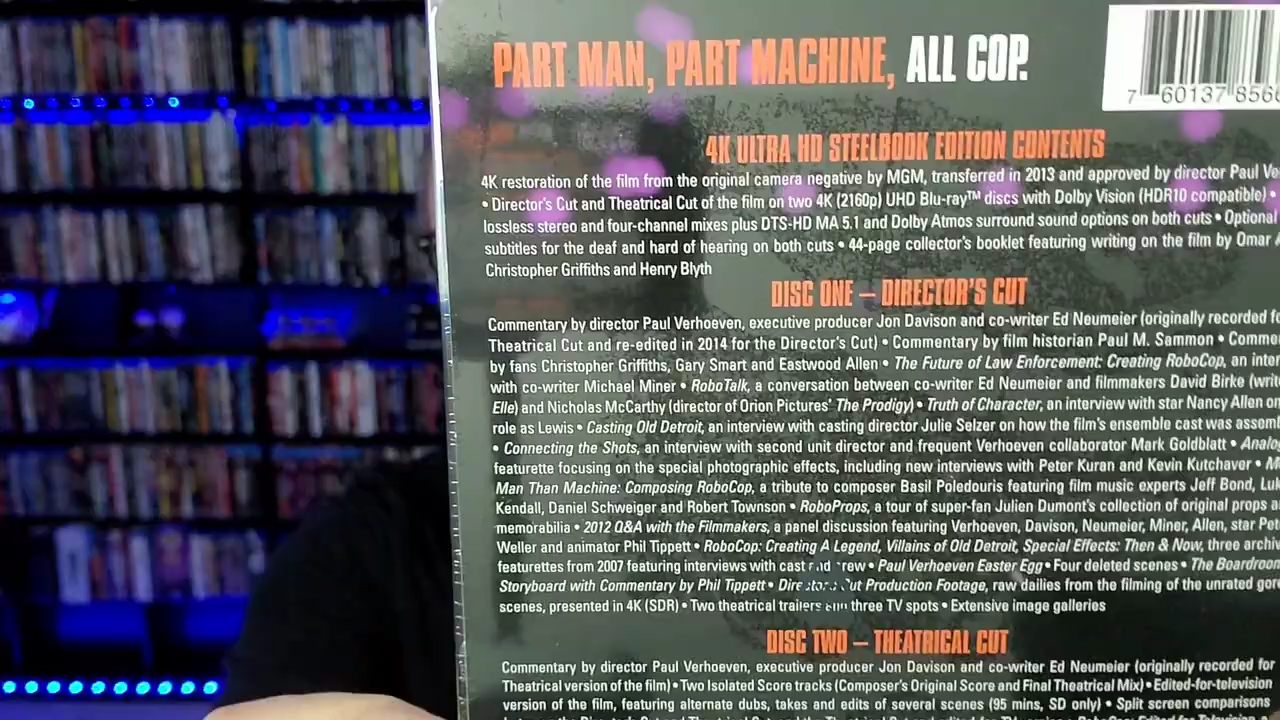 PART MAN, PART MACHINE, ALL COP.
7 60137 8568
4K ULTRA HD STEELBOOK EDITION CONTENTS
4K restoration of the film from the original camera negative by MGM, transferred in 2013 and approved by director Paul
• Director's Cut and Theatrical Cut of the film on two 4K (2160p) UHD Blu-ray™ discs with Dolby Vision (HDR10 compatible) •
lossless stereo and four-channel mixes plus DTS-HD MA 5.1 and Dolby Atmos surround sound options on both cuts • Optional
subtitles for the deaf and hard of hearing on both cuts • 44-page collector's booklet featuring writing on the film by Omar
Christopher Griffiths and Henry Blyth
DISC ONE – DIRECTOR'S CUT
Commentary by director Paul Verhoeven, executive producer Jon Davison and co-writer Ed Neumeier (originally recorded
Theatrical Cut and re-edited in 2014 for the Director's Cut) • Commentary by film historian Paul M. Sammon •
by fans Christopher Griffiths, Gary Smart and Eastwood Allen • The Future of Law Enforcement: Creating RoboCop, an
with co-writer Michael Miner • RoboTalk, a conversation between co-writer Ed Neumeier and filmmakers David Birke
Elle) and Nicholas McCarthy (director of Orion Pictures' The Prodigy) • Truth of Character, an interview with star Nancy Allen on
role as Lewis • Casting Old Detroit, an interview with casting director Julie Selzer on how the film's ensemble cast was
• Connecting the Shots, an interview with second unit director and frequent Verhoeven collaborator Mark Goldblatt •
featurette focusing on the special photographic effects, including new interviews with Peter Kuran and Kevin Kutchaver •
Man Than Machine: Composing RoboCop, a tribute to composer Basil Poledouris featuring film music experts Jeff Bond,
Kendall, Daniel Schweiger and Robert Townson • RoboProps, a tour of super-fan Julien Dumont's collection of original props
memorabilia • 2012 Q&A with the Filmmakers, a panel discussion featuring Verhoeven, Davison, Neumeier, Miner, Allen, star
Weller and animator Phil Tippett • RoboCop: Creating A Legend, Villains of Old Detroit, Special Effects: Then & Now, three
featurettes from 2007 featuring interviews with cast and crew • Paul Verhoeven Easter Egg • Four deleted scenes • The Boardroom
Storyboard with Commentary by Phil Tippett • Director's Cut Production Footage, raw dailies from the filming of the unrated
scenes, presented in 4K (SDR) • Two theatrical trailers and three TV spots • Extensive image galleries
DISC TWO – THEATRICAL CUT
Commentary by director Paul Verhoeven, executive producer Jon Davison and co-writer Ed Neumeier (originally recorded for
Theatrical version of the film) • Two Isolated Score tracks (Composer's Original Score and Final Theatrical Mix) • Edited-for-television
version of the film, featuring alternate dubs, takes and edits of several scenes (95 mins, SD only) • Split screen comparisons